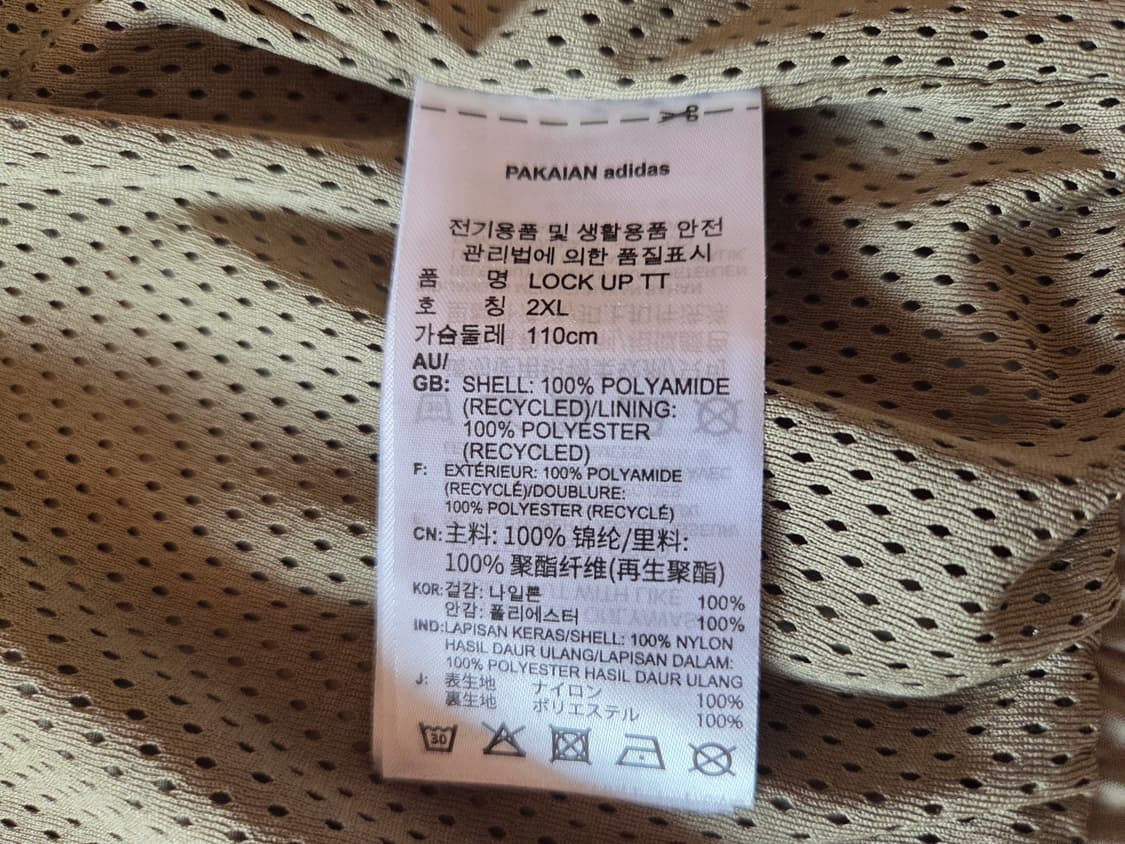 PAKAIAN adidas
전기용품 및 생활용품 안전
관리법에 의한 품질표시
품 명 LOCK UP TT
호 칭 2XL
가슴둘레 110cm
AU/
GB: SHELL: 100% POLYAMIDE
(RECYCLED)/LINING:
100% POLYESTER
(RECYCLED)
F: EXTÉRIEUR: 100% POLYAMIDE
(RECYCLÉ)/DOUBLURE:
100% POLYESTER (RECYCLÉ)
CN: 主料: 100% 锦纶/里料:
100% 聚酯纤维(再生聚酯)
KOR: 겉감: 나일론 100%
안감: 폴리에스터 100%
IND: LAPISAN KERAS/SHELL: 100% NYLON
HASIL DAUR ULANG/LAPISAN DALAM:
100% POLYESTER HASIL DAUR ULANG
J: 表生地 ナイロン 100%
裏生地 ポリエステル 100%
30